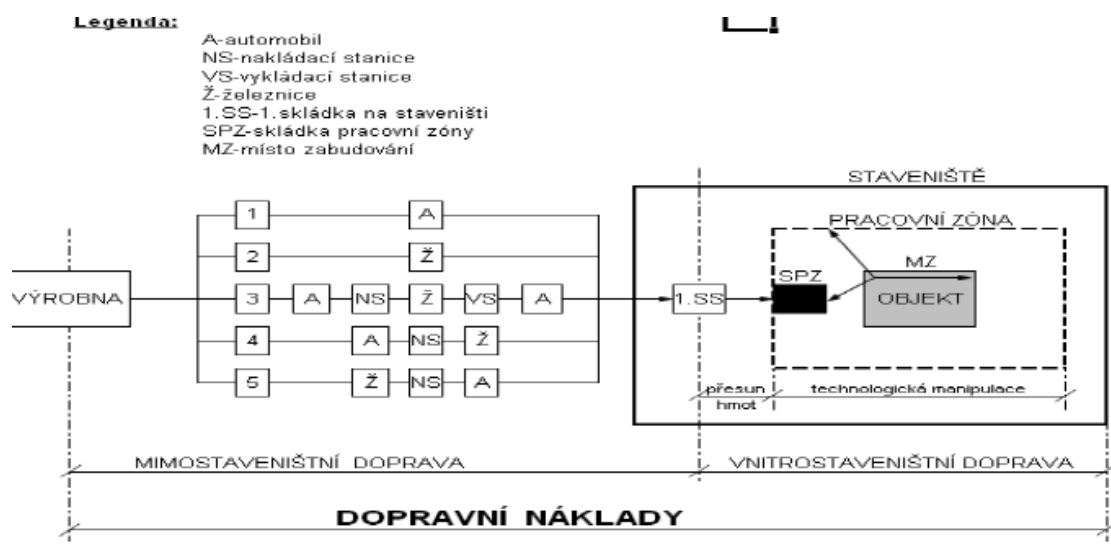 Legenda:
A-automobil
NS-nakládací stanice
VS-vykládací stanice
Ž-železnice
1.SS-1.skládka na staveništi
SPZ-skládka pracovní zóny
MZ-místo zabudování
STAVENIŠTĚ
1 A
PRACOVNÍ ZÓNA
2 Ž
MZ
SPZ
VÝROBNA 3 A NS Ž VS A 1.SS OBJEKT
4 A NS Ž
5 Ž NS A
přesun hmot
technologická manipulace
MIMOSTAVENIŠTNÍ DOPRAVA VNITROSTAVENIŠTNÍ DOPRAVA
DOPRAVNÍ NÁKLADY